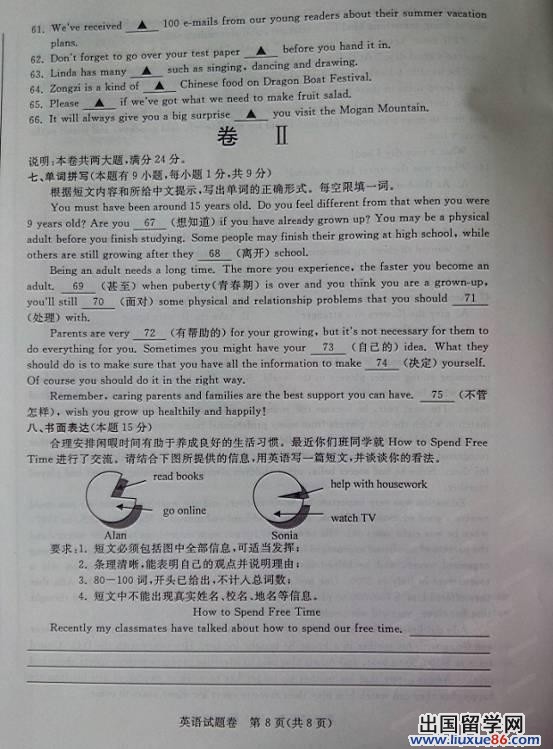 61. We've received ▲ 100 e-mails from our young readers about their summer vacation
plans.
62. Don't forget to go over your test paper ▲ before you hand it in.
63. Linda has many ▲ such as singing, dancing and drawing.
64. Zongzi is a kind of ▲ Chinese food on Dragon Boat Festival.
65. Please ▲ if we've got what we need to make fruit salad.
66. It will always give you a big surprise ▲ you visit the Mogan Mountain.
卷 Ⅱ
说明:本卷共两大题,满分24分。
七、单词拼写(本题有9小题,每小题1分,共9分)
根据短文内容和所给中文提示,写出单词的正确形式。每空限填一词。
You must have been around 15 years old. Do you feel different from that when you were
9 years old? Are you 67 (想知道) if you have already grown up? You may be a physical
adult before you finish studying. Some people may finish their growing at high school, while
others are still growing after they 68 (离开) school.
Being an adult needs a long time. The more you experience, the faster you become an
adult. 69 (甚至) when puberty(青春期) is over and you think you are a grown-up,
you'll still 70 (面对) some physical and relationship problems that you should 71
(处理) with.
Parents are very 72 (有帮助的) for your growing, but it's not necessary for them to
do everything for you. Sometimes you might have your 73 (自己的) idea. What they
should do is to make sure that you have all the information to make 74 (决定) yourself.
Of course you should do it in the right way.
Remember, caring parents and families are the best support you can have. 75 (不管
怎样), wish you grow up healthily and happily!
八、书面表达(本题15分)
合理安排闲暇时间有助于养成良好的生活习惯。最近你们班同学就 How to Spend Free
Time 进行了交流。请结合下图所提供的信息,用英语写一篇短文,并谈谈你的看法。
read books
go online
Alan
help with housework
watch TV
Sonia
要求:1. 短文必须包括图中全部信息,可适当发挥;
2. 条理清晰,能表明自己的观点并说明理由;
3. 80-100词,开头已给出,不计入总词数;
4. 短文中不能出现真实姓名、校名、地名等信息。
How to Spend Free Time
Recently my classmates have talked about how to spend our free time.
英语试题卷 第8页(共8页)
出国留学网
www.liuxue86.com